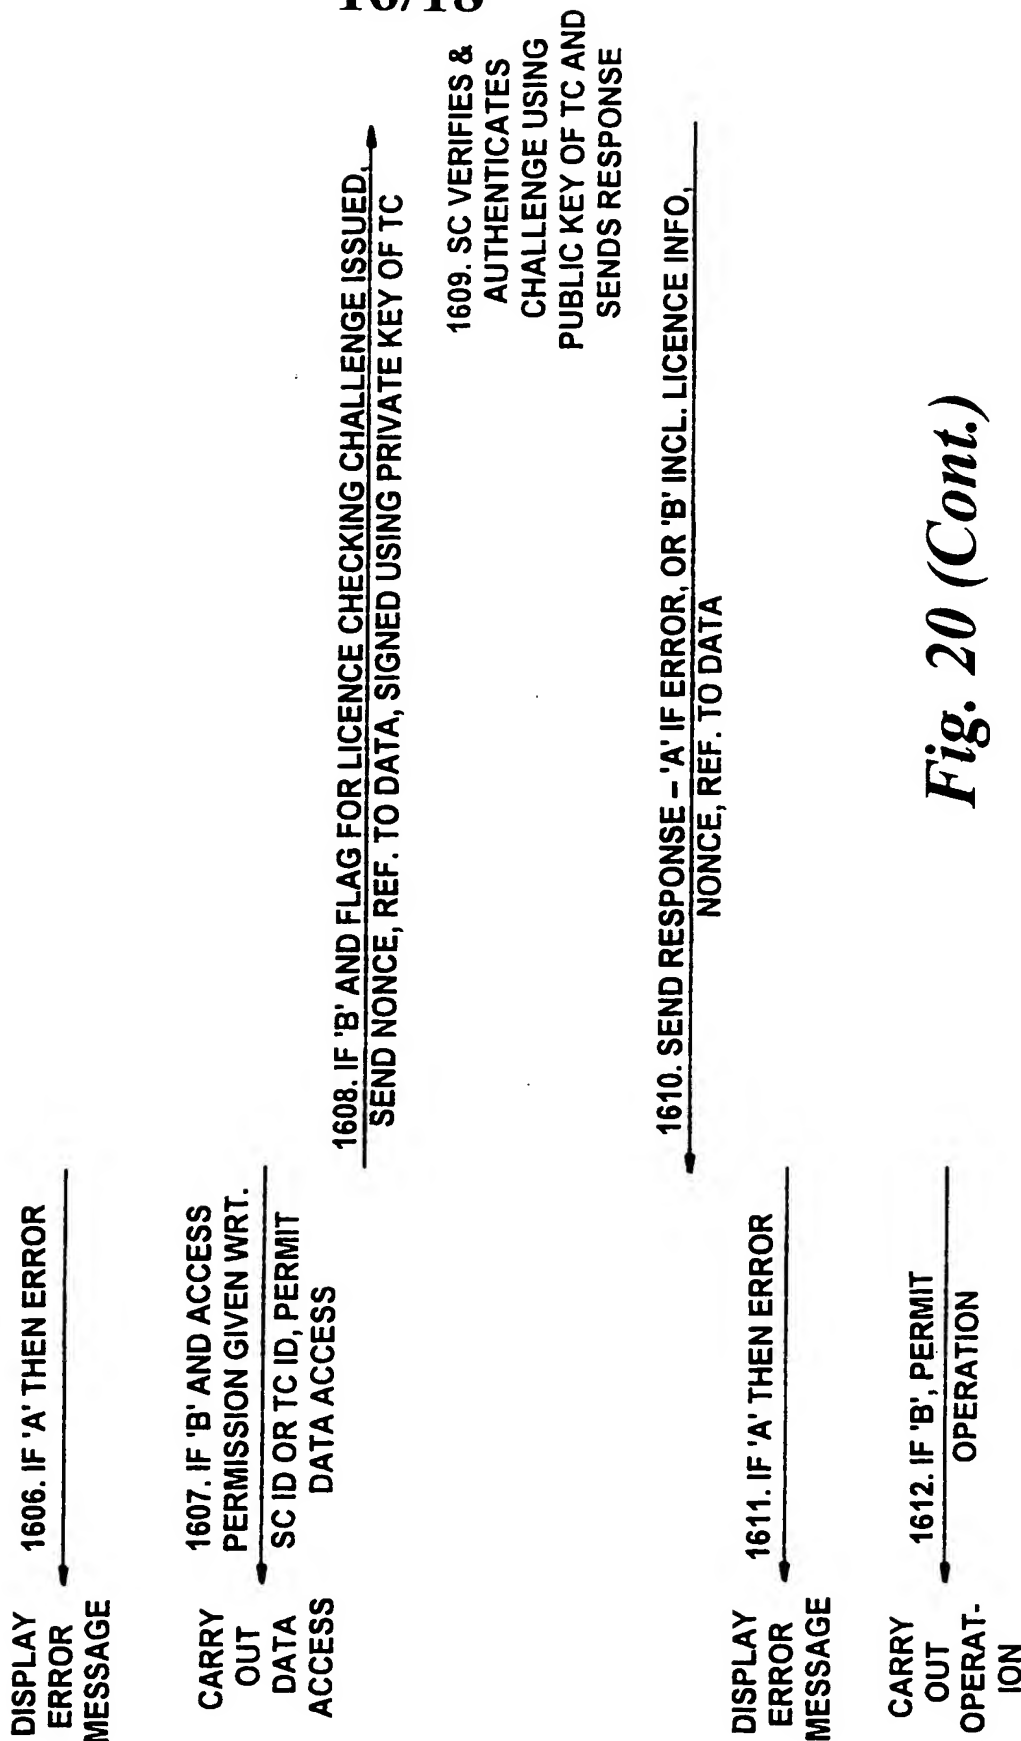 1606. IF 'A' THEN ERROR
DISPLAY
ERROR
MESSAGE
1607. IF 'B' AND ACCESS
PERMISSION GIVEN WRT.
SC ID OR TC ID, PERMIT
DATA ACCESS
CARRY
OUT
DATA
ACCESS
1608. IF 'B' AND FLAG FOR LICENCE CHECKING CHALLENGE ISSUED,
SEND NONCE, REF. TO DATA, SIGNED USING PRIVATE KEY OF TC
1609. SC VERIFIES &
AUTHENTICATES
CHALLENGE USING
PUBLIC KEY OF TC AND
SENDS RESPONSE
1610. SEND RESPONSE – 'A' IF ERROR, OR 'B' INCL. LICENCE INFO,
NONCE, REF. TO DATA
1611. IF 'A' THEN ERROR
DISPLAY
ERROR
MESSAGE
1612. IF 'B', PERMIT
OPERATION
CARRY
OUT
OPERAT-
ION
Fig. 20 (Cont.)